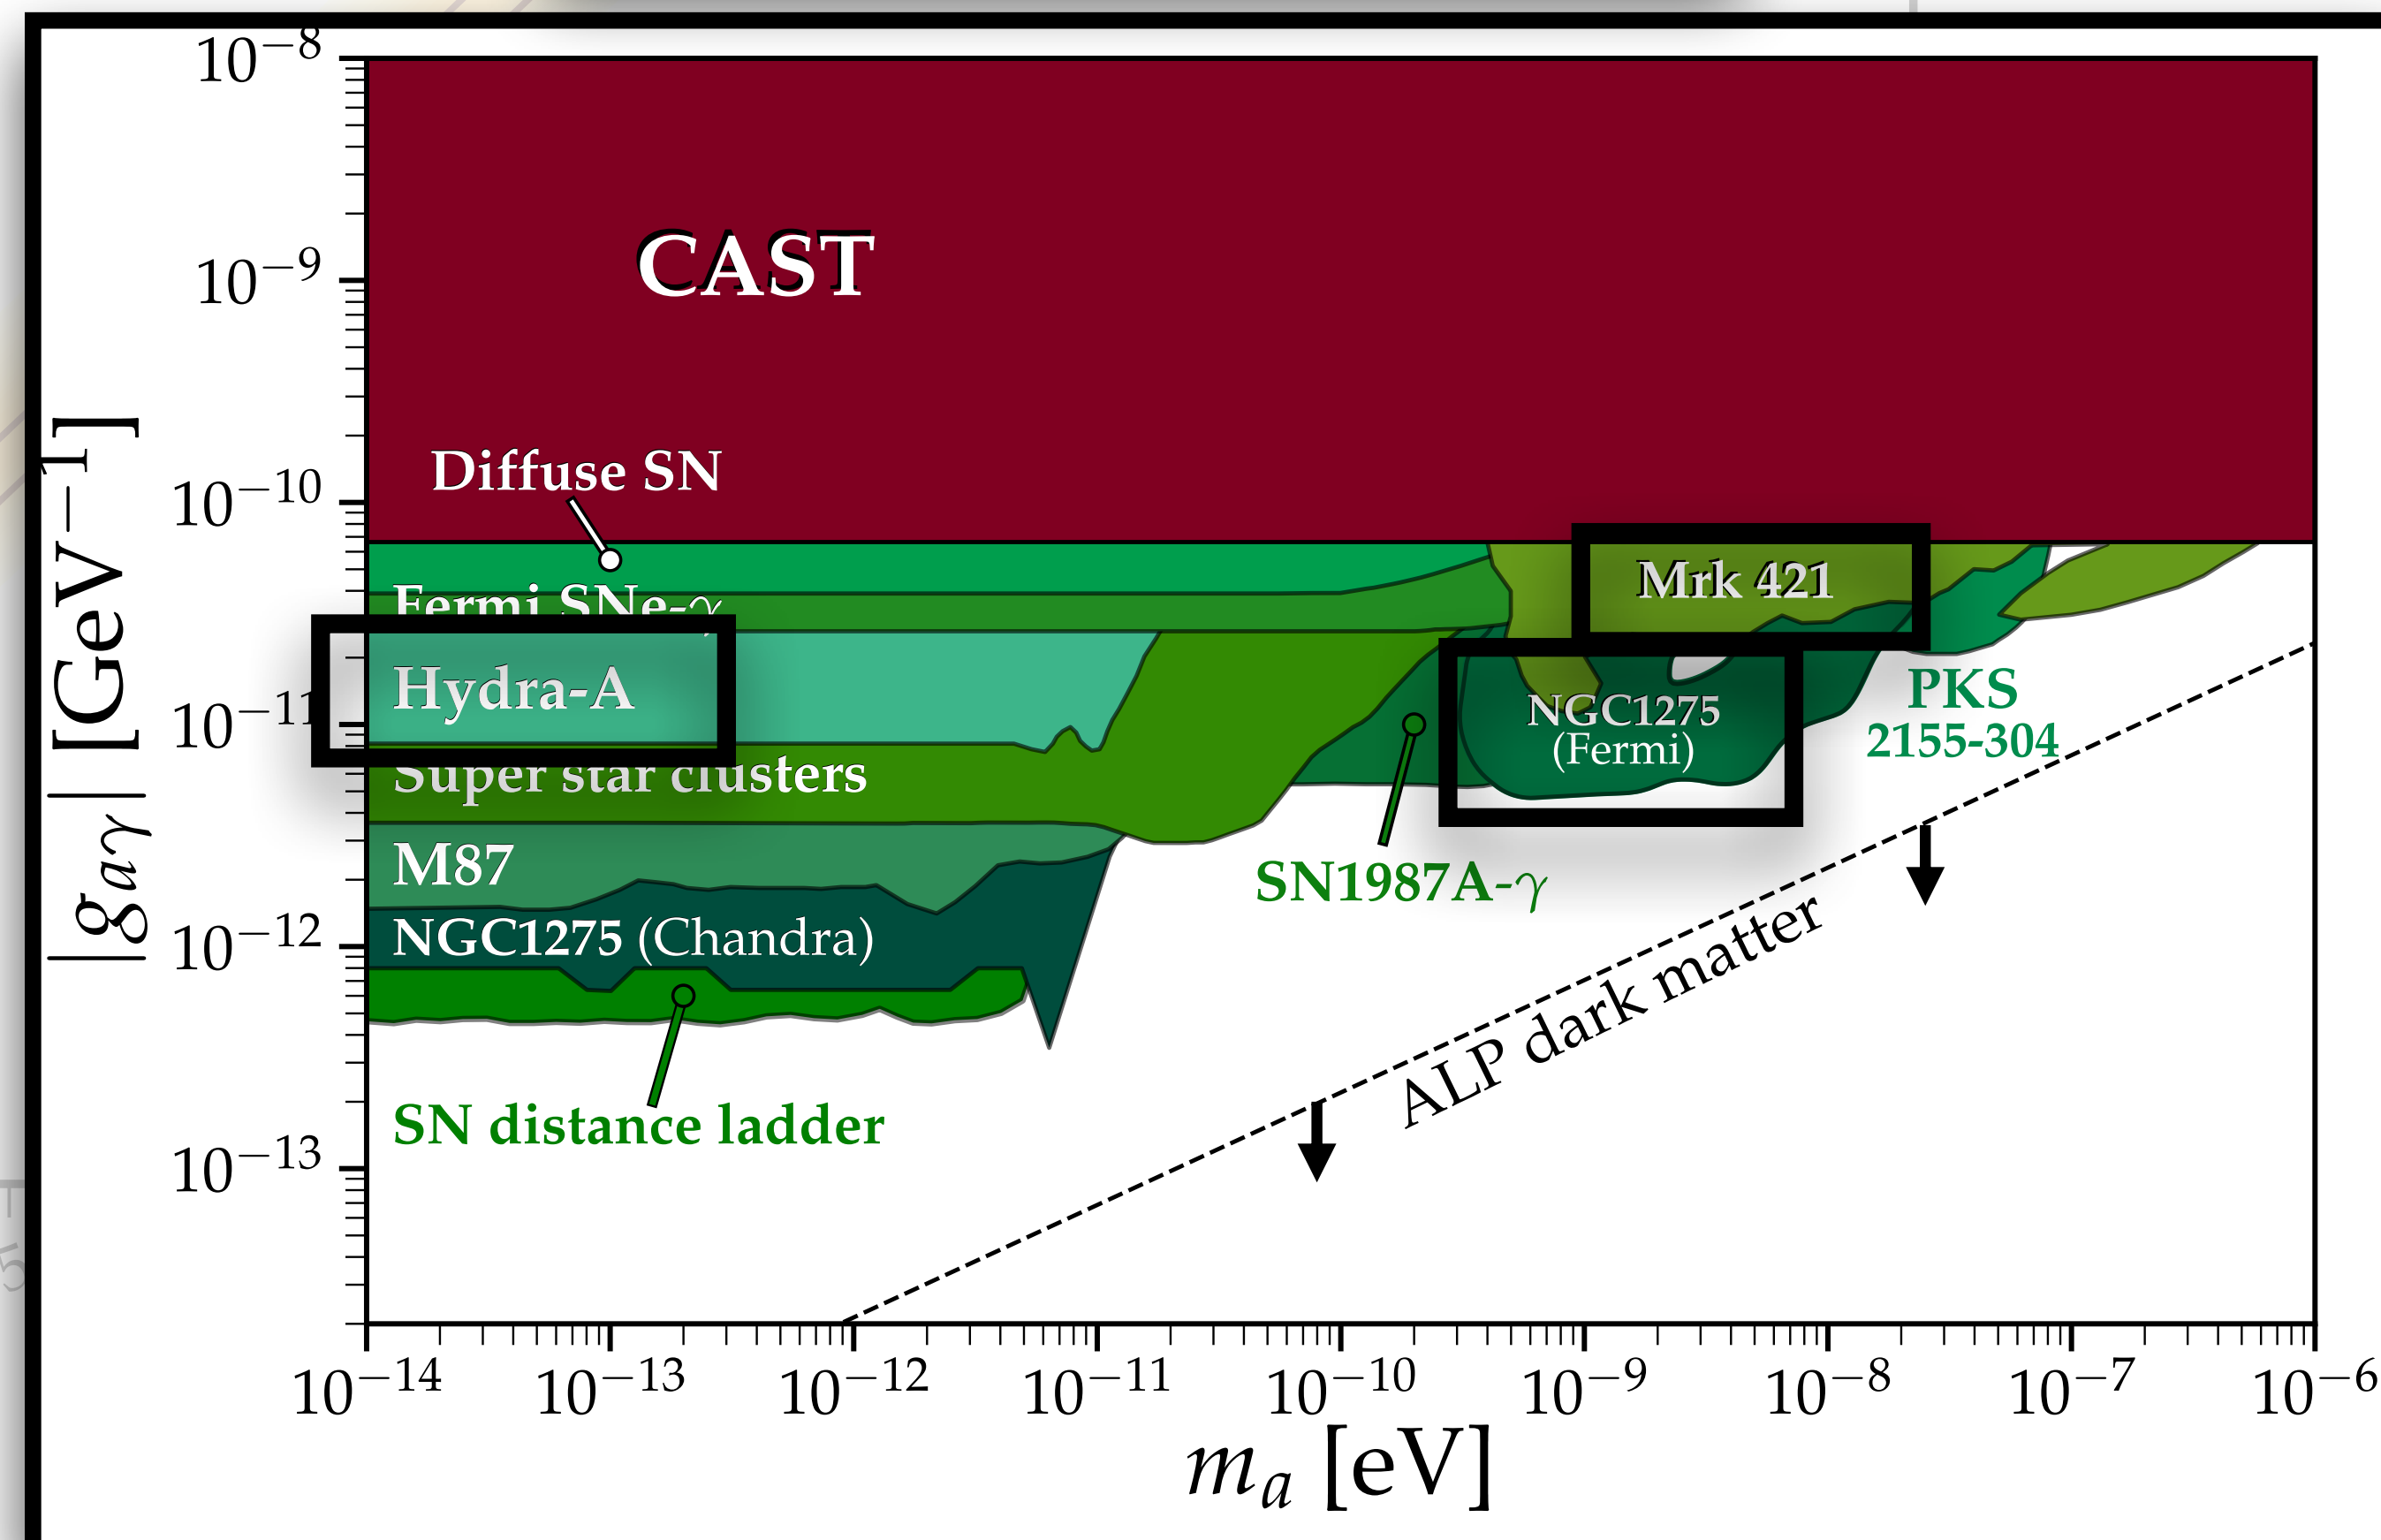 10−8
10−9
10−10
10−11
10−12
10−13
|gaγ| [GeV−1]
CAST
Diffuse SN
Fermi SNe-γ
Hydra-A
Super star clusters
M87
NGC1275 (Chandra)
SN distance ladder
Mrk 421
NGC1275
(Fermi)
PKS
2155-304
SN1987A-γ
ALP dark matter
10−14 10−13 10−12 10−11 10−10 10−9 10−8 10−7 10−6
ma [eV]